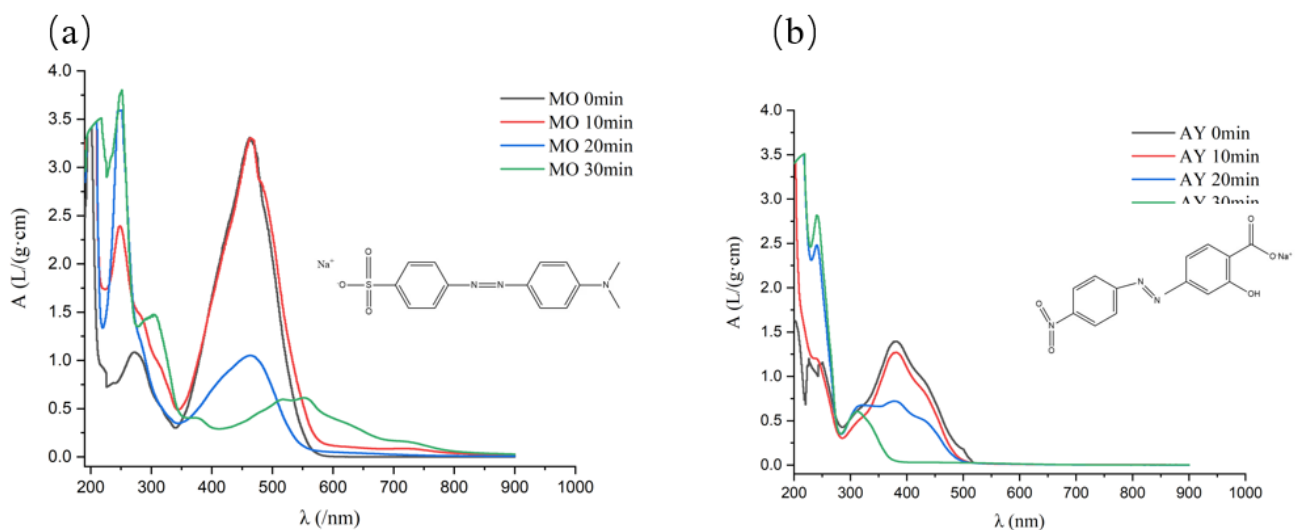 (a)
4.0
3.5
3.0
2.5
2.0
1.5
1.0
0.5
0.0
A (L/(g·cm)
MO 0min
MO 10min
MO 20min
MO 30min
Na⁺
O
S
O
O
N
N
N
200 300 400 500 600 700 800 900 1000
λ (/nm)
(b)
4.0
3.5
3.0
2.5
2.0
1.5
1.0
0.5
0.0
A (L/(g·cm)
AY 0min
AY 10min
AY 20min
AY 30min
O
O Na⁺
OH
N
N
O
N
O
200 300 400 500 600 700 800 900 1000
λ (nm)